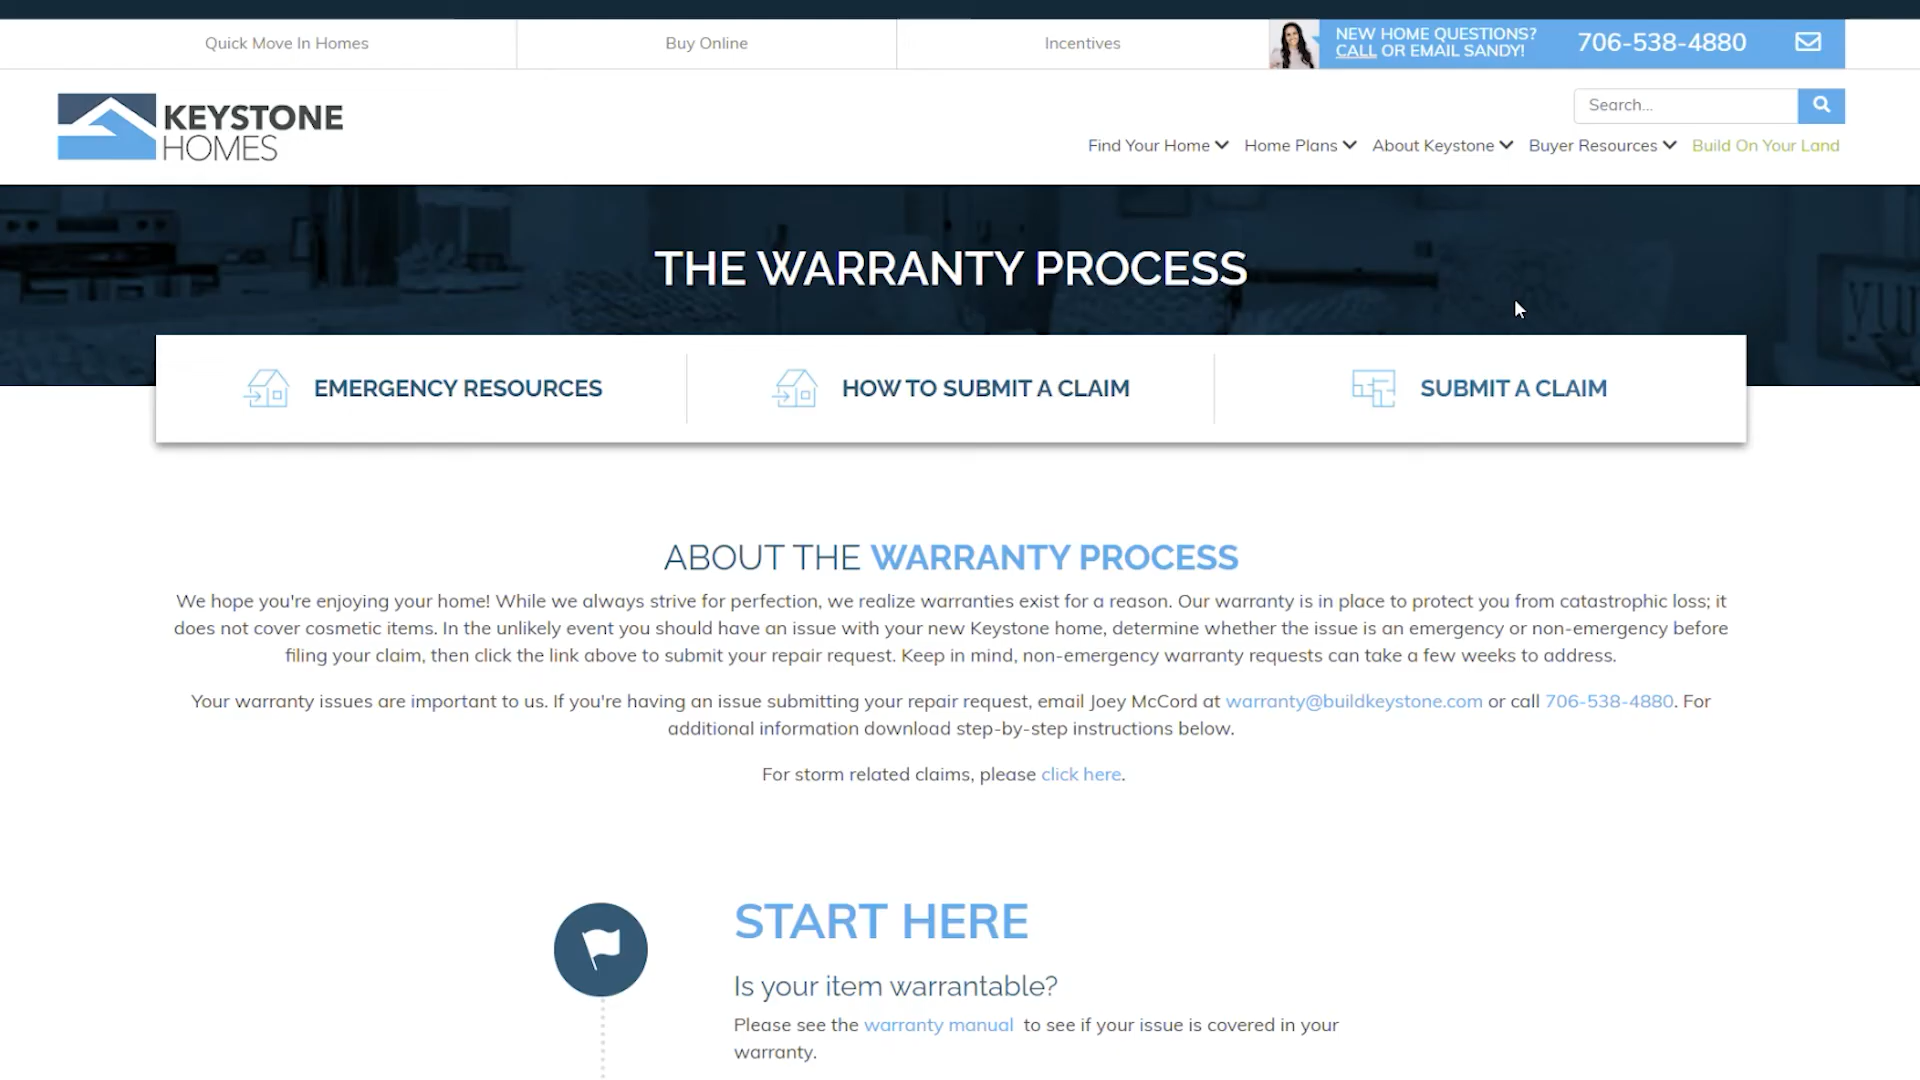 Quick Move In Homes
Buy Online
Incentives
NEW HOME QUESTIONS?
CALL OR EMAIL SANDY!
706-538-4880
KEYSTONE
HOMES
Search...
Find Your Home
Home Plans
About Keystone
Buyer Resources
Build On Your Land
THE WARRANTY PROCESS
EMERGENCY RESOURCES
HOW TO SUBMIT A CLAIM
SUBMIT A CLAIM
ABOUT THE WARRANTY PROCESS
We hope you're enjoying your home! While we always strive for perfection, we realize warranties exist for a reason. Our warranty is in place to protect you from catastrophic loss; it
does not cover cosmetic items. In the unlikely event you should have an issue with your new Keystone home, determine whether the issue is an emergency or non-emergency before
filing your claim, then click the link above to submit your repair request. Keep in mind, non-emergency warranty requests can take a few weeks to address.
Your warranty issues are important to us. If you're having an issue submitting your repair request, email Joey McCord at warranty@buildkeystone.com or call 706-538-4880. For
additional information download step-by-step instructions below.
For storm related claims, please click here.
START HERE
Is your item warrantable?
Please see the warranty manual to see if your issue is covered in your
warranty.